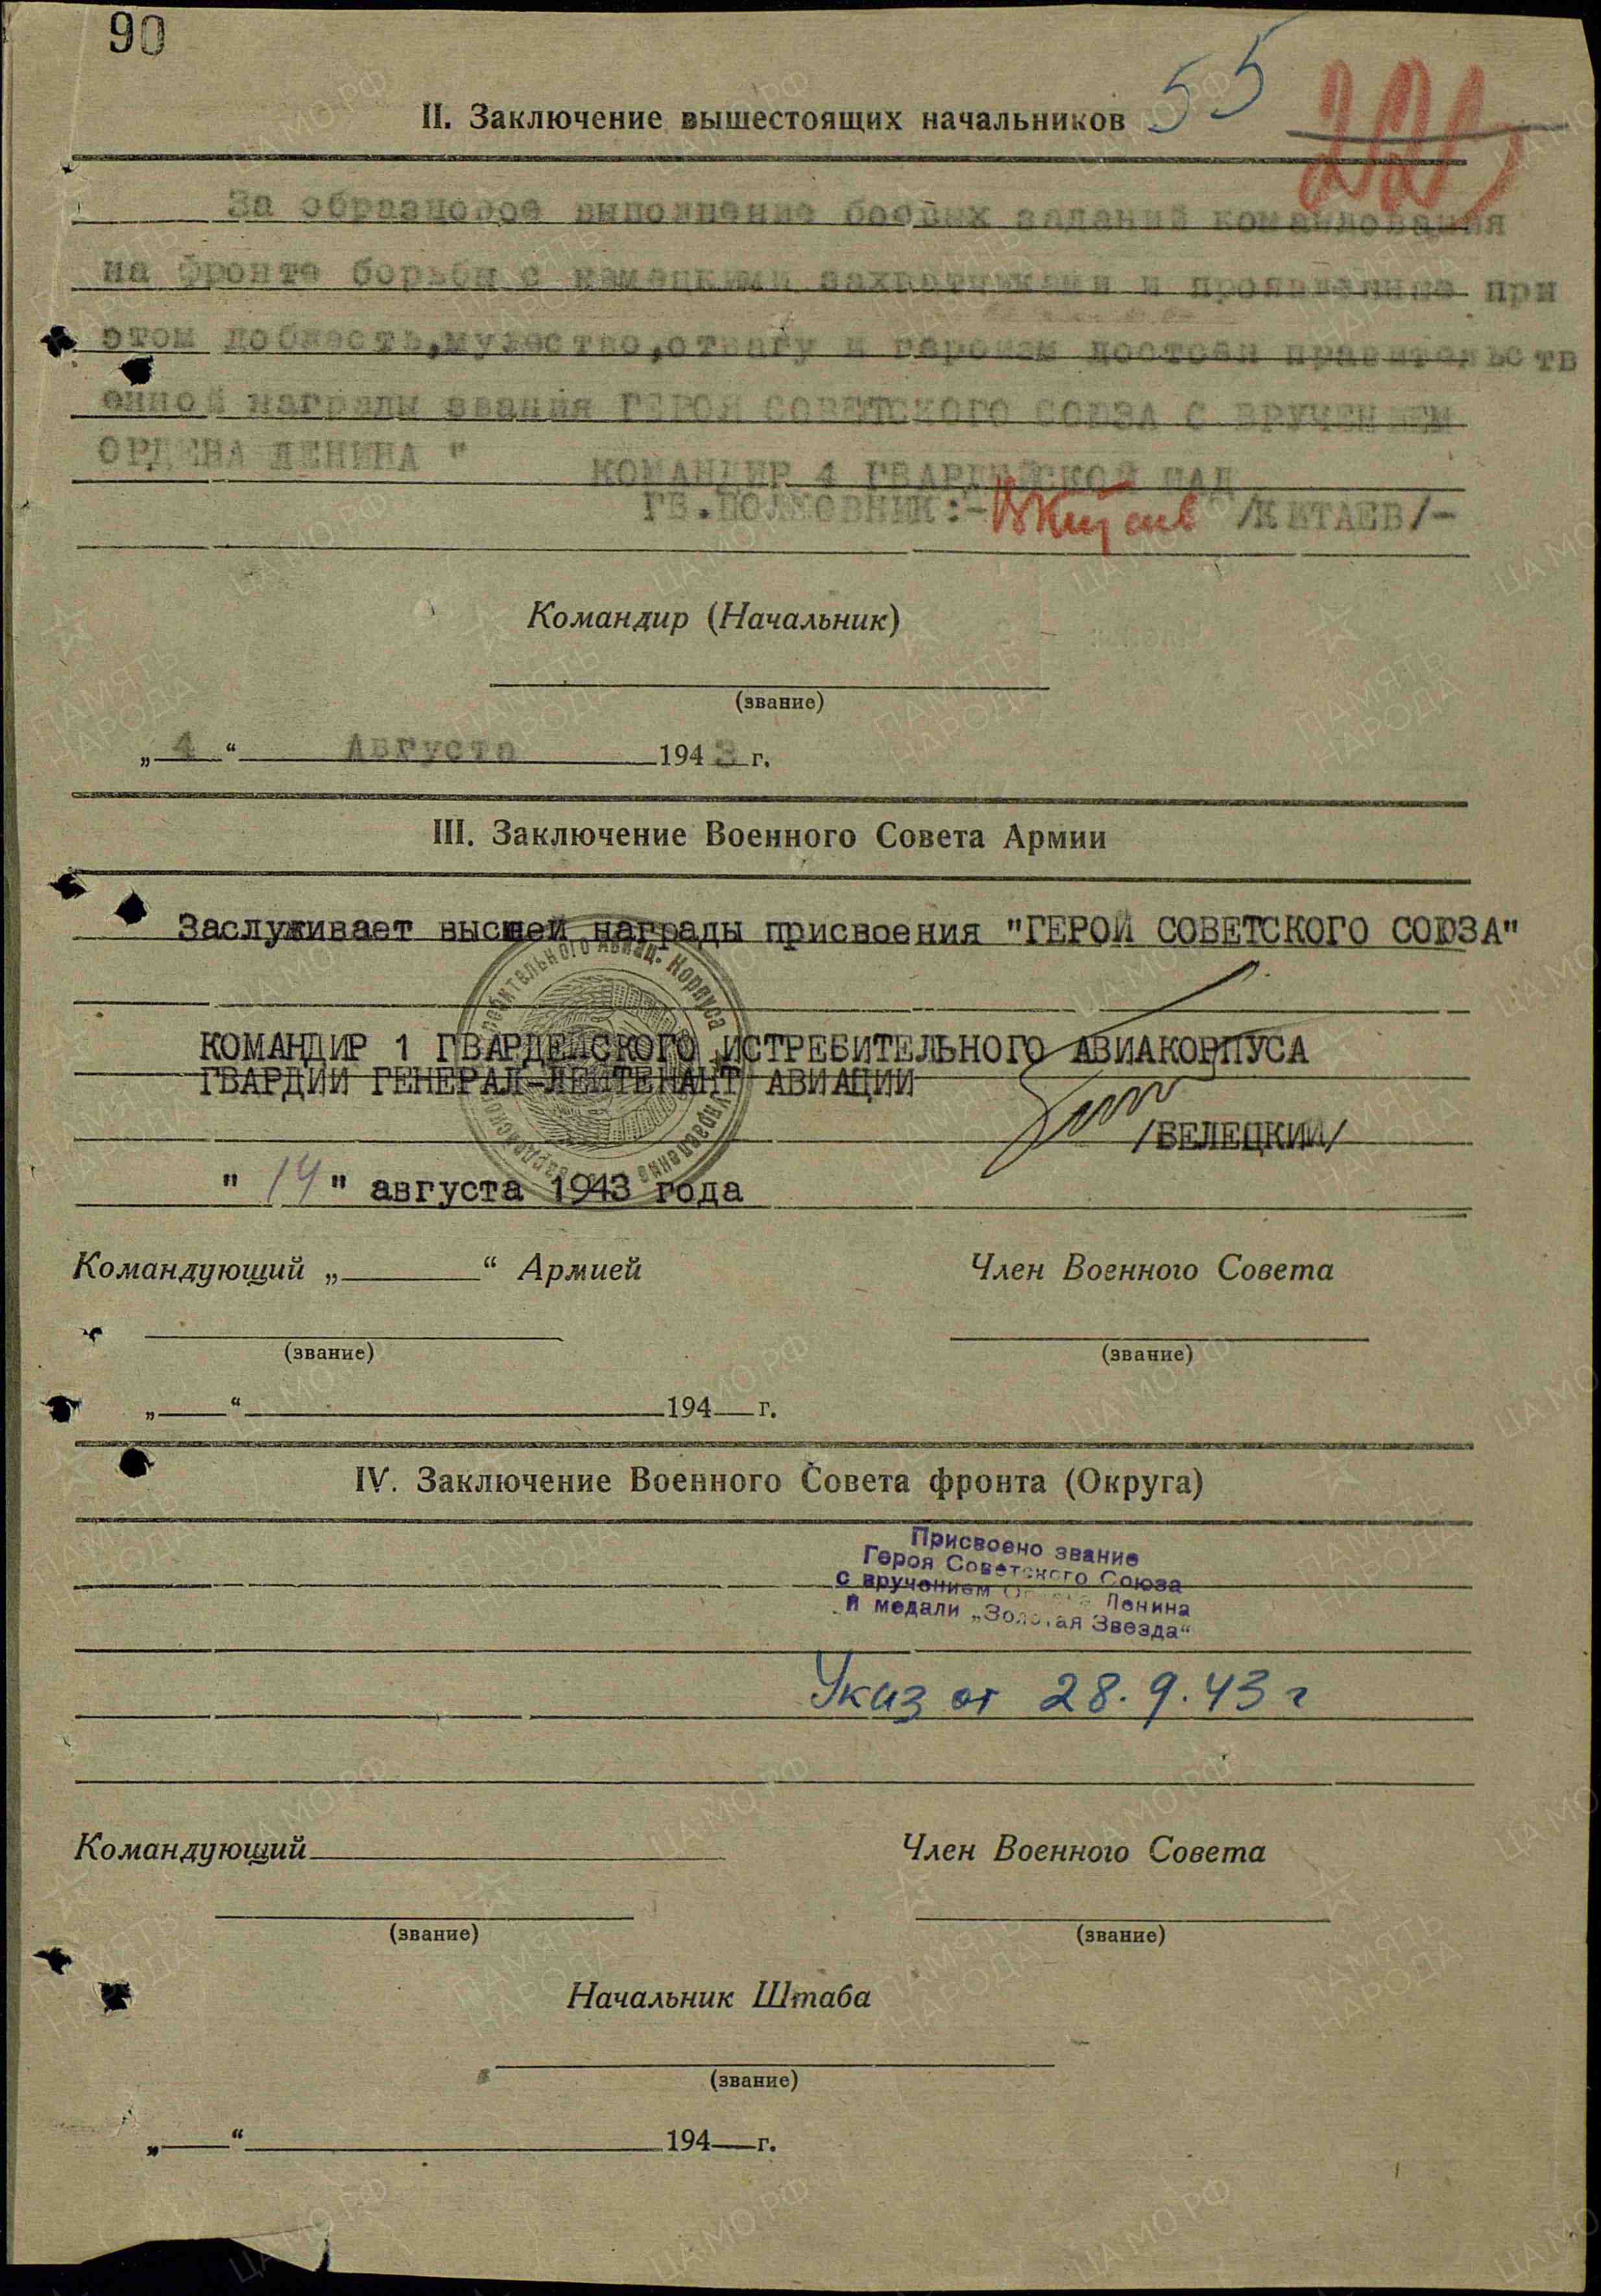 90
55
II. Заключение вышестоящих начальников
За образцовое выполнение боевых заданий командования
на фронте борьбы с немецкими захватчиками и проявленные при
этом доблесть,мужество,отвагу и героизм достоин правительств
енной награды звания ГЕРОЯ СОВЕТСКОГО СОЮЗА С ВРУЧЕНИЕМ
ОРДЕНА ЛЕНИНА "
КОМАНДИР 4 ГВАРДЕЙСКОЙ ИАД
ГВ.ПОЛКОВНИК:- /КИТАЕВ/-
Командир (Начальник)
(звание)
„ 4 “ Августа 1943 г.
III. Заключение Военного Совета Армии
Заслуживает высшей награды присвоения "ГЕРОЙ СОВЕТСКОГО СОЮЗА"
КОМАНДИР 1 ГВАРДЕЙСКОГО ИСТРЕБИТЕЛЬНОГО АВИАКОРПУСА
ГВАРДИИ ГЕНЕРАЛ-ЛЕЙТЕНАНТ АВИАЦИИ
/БЕЛЕЦКИЙ/
" 14 " августа 1943 года
Командующий „ “ Армией Член Военного Совета
(звание) (звание)
„ “ 194 г.
IV. Заключение Военного Совета фронта (Округа)
Присвоено звание
Героя Советского Союза
с вручением Ордена Ленина
и медали „Золотая Звезда“
Указ от 28.9.43 г
Командующий Член Военного Совета
(звание) (звание)
Начальник Штаба
(звание)
„ “ 194 г.